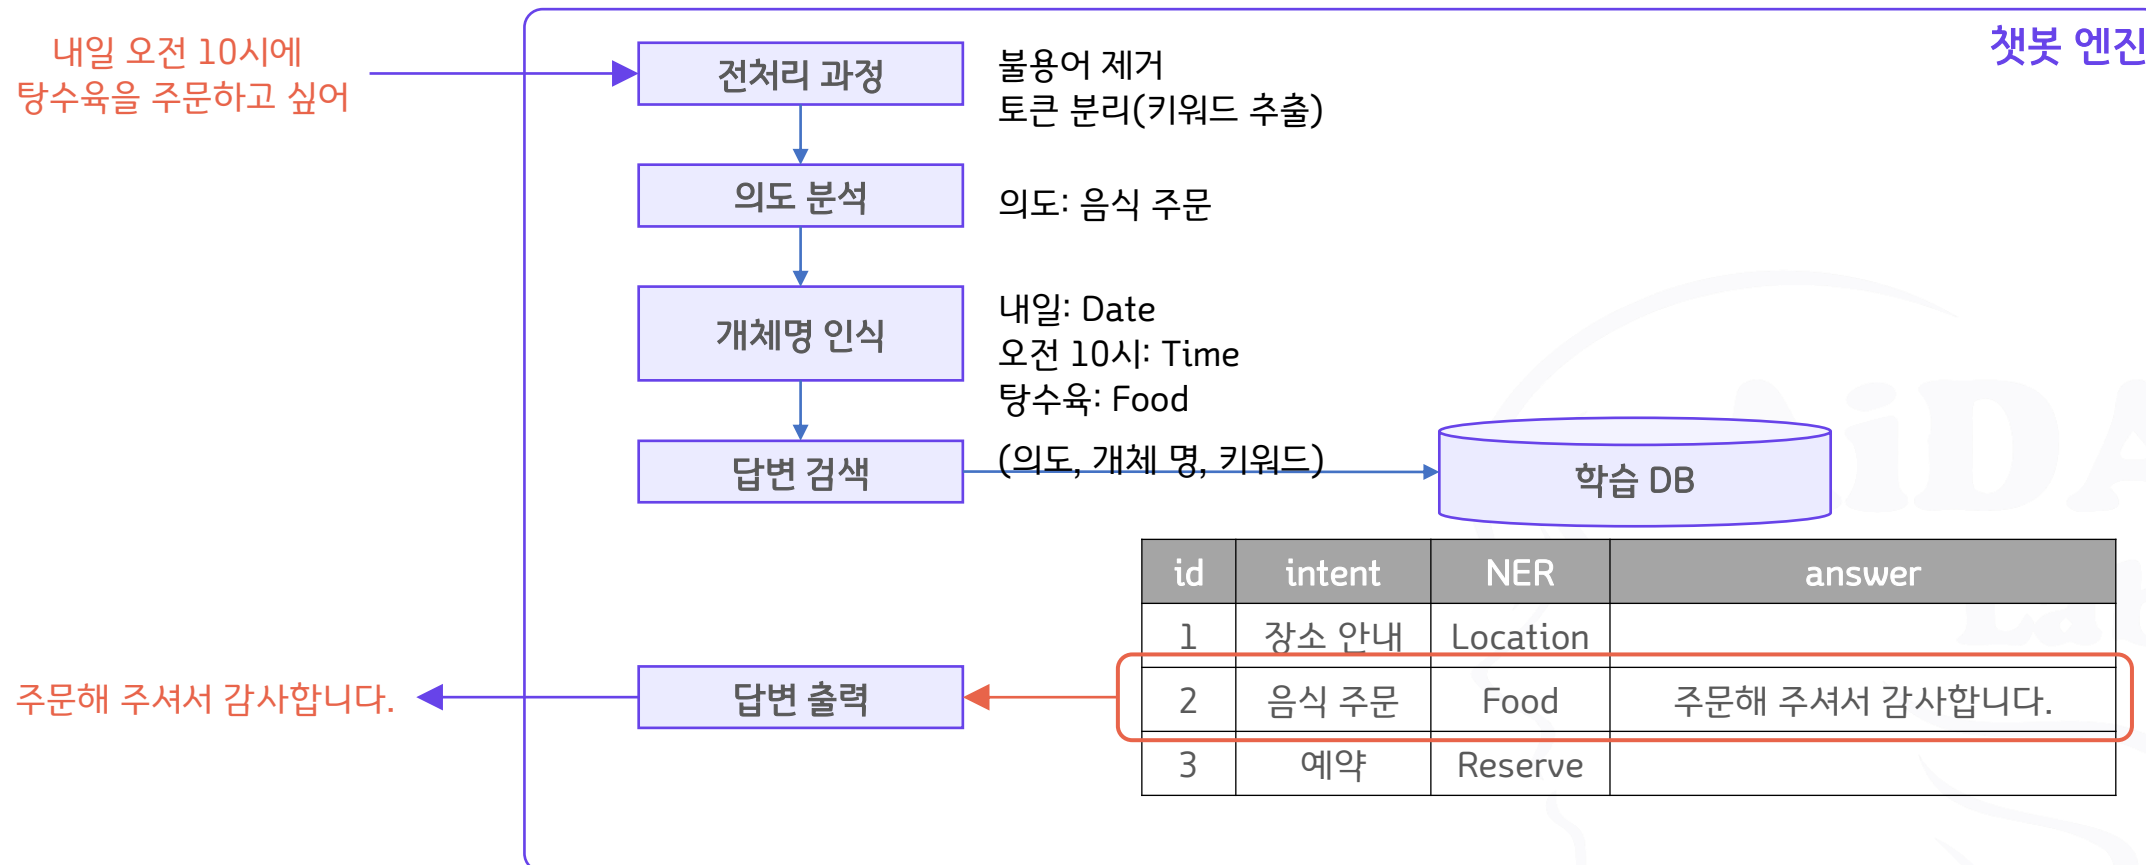 챗봇 엔진
내일 오전 10시에
탕수육을 주문하고 싶어
전처리 과정
불용어 제거
토큰 분리(키워드 추출)
의도 분석
의도: 음식 주문
개체명 인식
내일: Date
오전 10시: Time
탕수육: Food
답변 검색
(의도, 개체 명, 키워드)
학습 DB
id intent NER answer
1 장소 안내 Location
2 음식 주문 Food 주문해 주셔서 감사합니다.
3 예약 Reserve
답변 출력
주문해 주셔서 감사합니다.